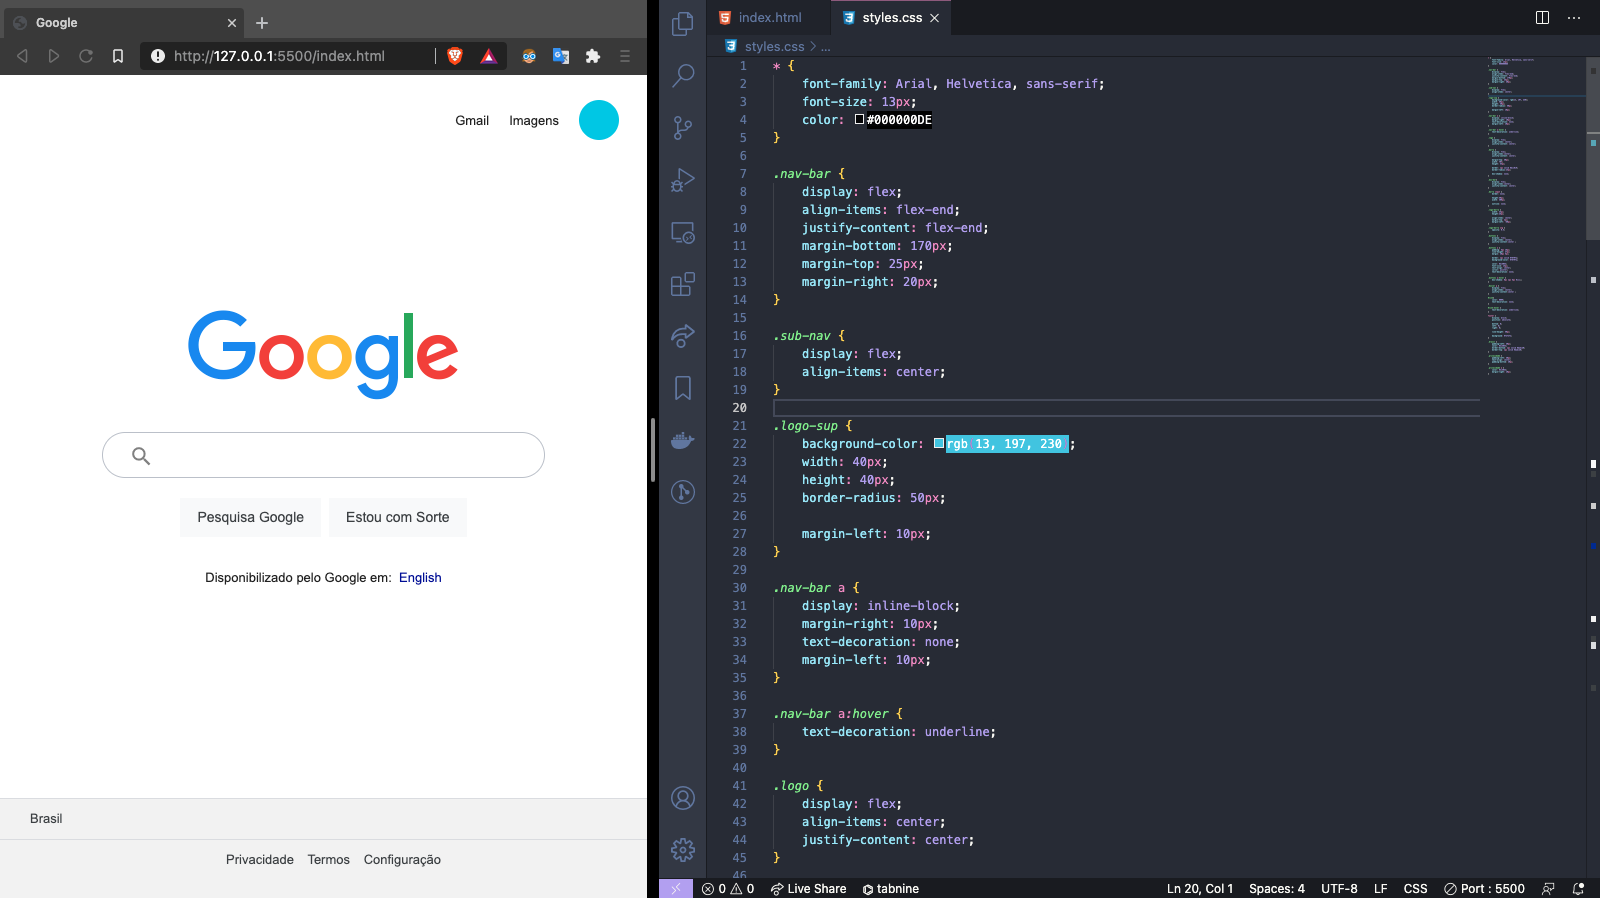 Google
http://127.0.0.1:5500/index.html
Gmail Imagens
Google
Pesquisa Google Estou com Sorte
Disponibilizado pelo Google em: English
Brasil
Privacidade Termos Configuração
index.html styles.css
styles.css > ...
1 * {
2 font-family: Arial, Helvetica, sans-serif;
3 font-size: 13px;
4 color: #000000DE
5 }
6
7 .nav-bar {
8 display: flex;
9 align-items: flex-end;
10 justify-content: flex-end;
11 margin-bottom: 170px;
12 margin-top: 25px;
13 margin-right: 20px;
14 }
15
16 .sub-nav {
17 display: flex;
18 align-items: center;
19 }
20
21 .logo-sup {
22 background-color: rgb 13, 197, 230 ;
23 width: 40px;
24 height: 40px;
25 border-radius: 50px;
26
27 margin-left: 10px;
28 }
29
30 .nav-bar a {
31 display: inline-block;
32 margin-right: 10px;
33 text-decoration: none;
34 margin-left: 10px;
35 }
36
37 .nav-bar a:hover {
38 text-decoration: underline;
39 }
40
41 .logo {
42 display: flex;
43 align-items: center;
44 justify-content: center;
45 }
46
0 0 Live Share tabnine Ln 20, Col 1 Spaces: 4 UTF-8 LF CSS Port : 5500